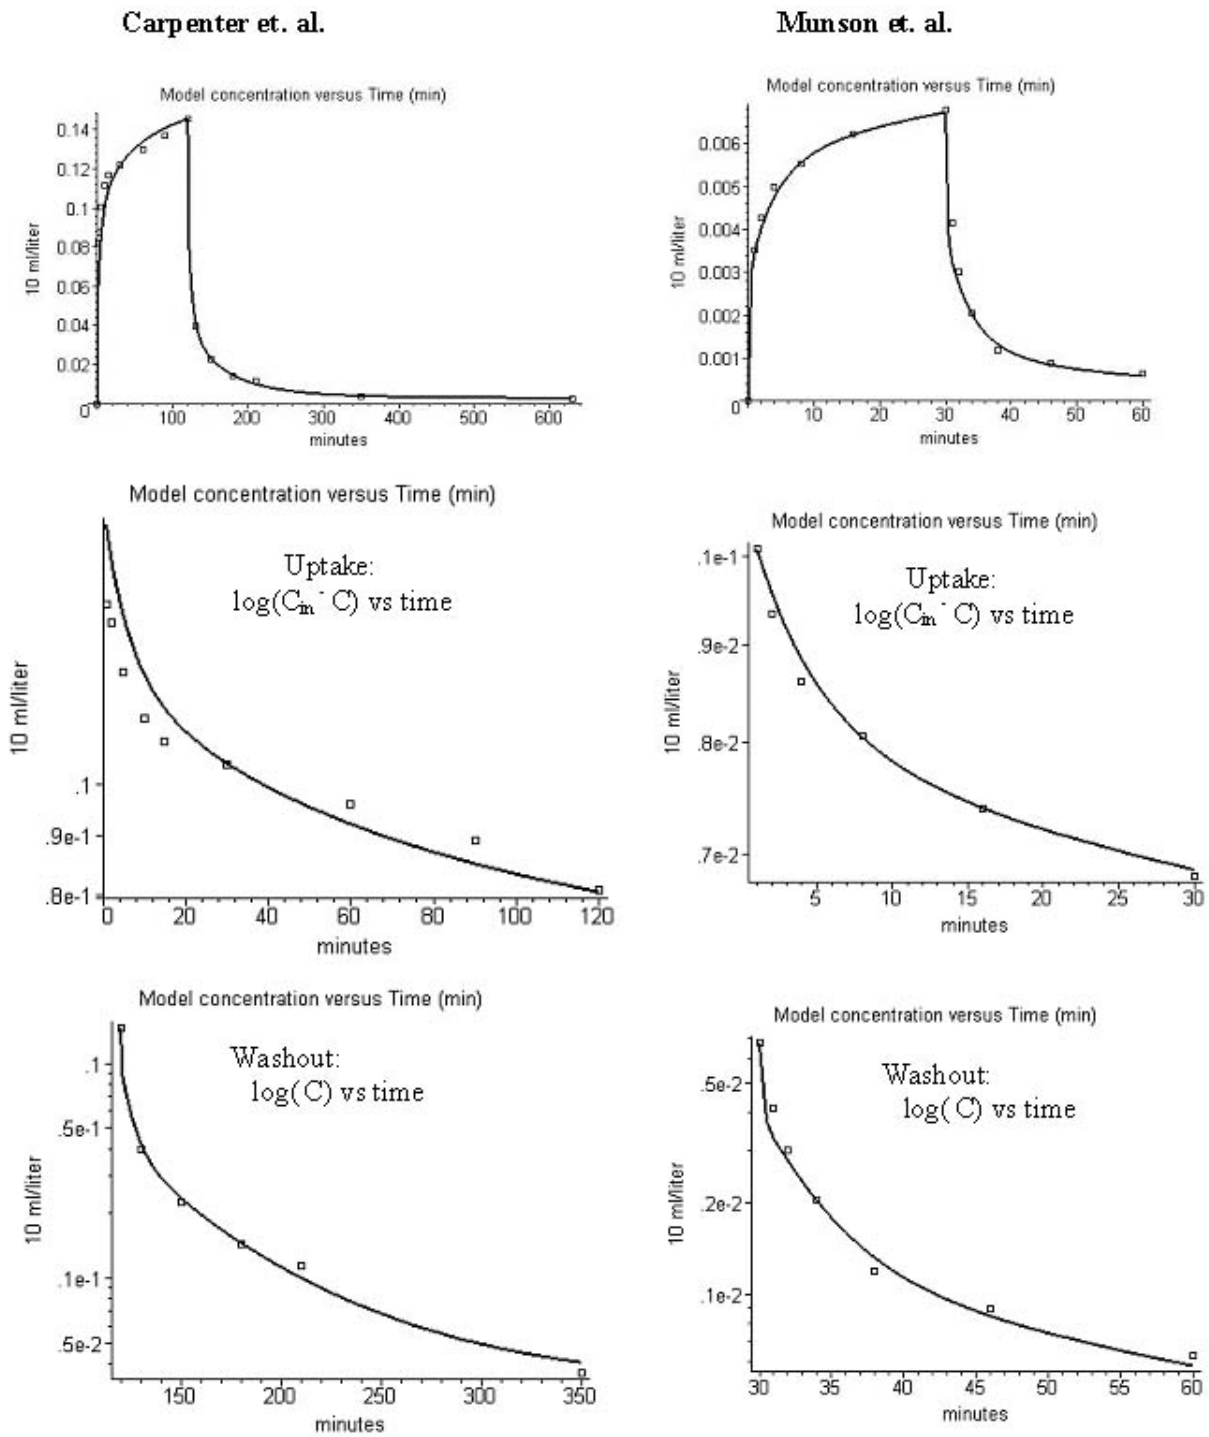 Carpenter et. al.
Munson et. al.
Model concentration versus Time (min)
10 ml/liter
0.14
0.12
0.1
0.08
0.06
0.04
0.02
0
100 200 300 400 500 600
minutes
Model concentration versus Time (min)
10 ml/liter
0.006
0.005
0.004
0.003
0.002
0.001
0
10 20 30 40 50 60
minutes
Model concentration versus Time (min)
Uptake:
log(Cin - C) vs time
10 ml/liter
.1
.9e-1
.8e-1
0 20 40 60 80 100 120
minutes
Model concentration versus Time (min)
Uptake:
log(Cin - C) vs time
10 ml/liter
.1e-1
.9e-2
.8e-2
.7e-2
5 10 15 20 25 30
minutes
Model concentration versus Time (min)
Washout:
log(C) vs time
10 ml/liter
.1
.5e-1
.1e-1
.5e-2
150 200 250 300 350
minutes
Model concentration versus Time (min)
Washout:
log( C) vs time
10 ml/liter
.5e-2
.2e-2
.1e-2
30 35 40 45 50 55 60
minutes